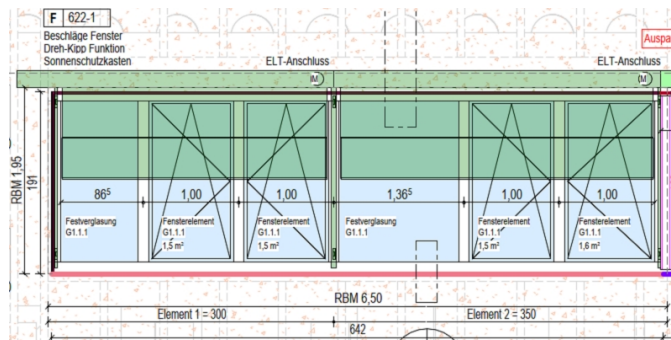 F 622-1
Beschläge Fenster
Dreh-Kipp Funktion
Sonnenschutzkasten
ELT-Anschluss
ELT-Anschluss
Auspa
M
M
RBM 1,95
191
86⁵
1,00
1,00
1,36⁵
1,00
1,00
Festverglasung
G1.1.1
Fensterelement
G1.1.1
1,5 m²
Fensterelement
G1.1.1
1,5 m²
Festverglasung
G1.1.1
Fensterelement
G1.1.1
1,5 m²
Fensterelement
G1.1.1
1,6 m²
RBM 6,50
Element 1 = 300
Element 2 = 350
642